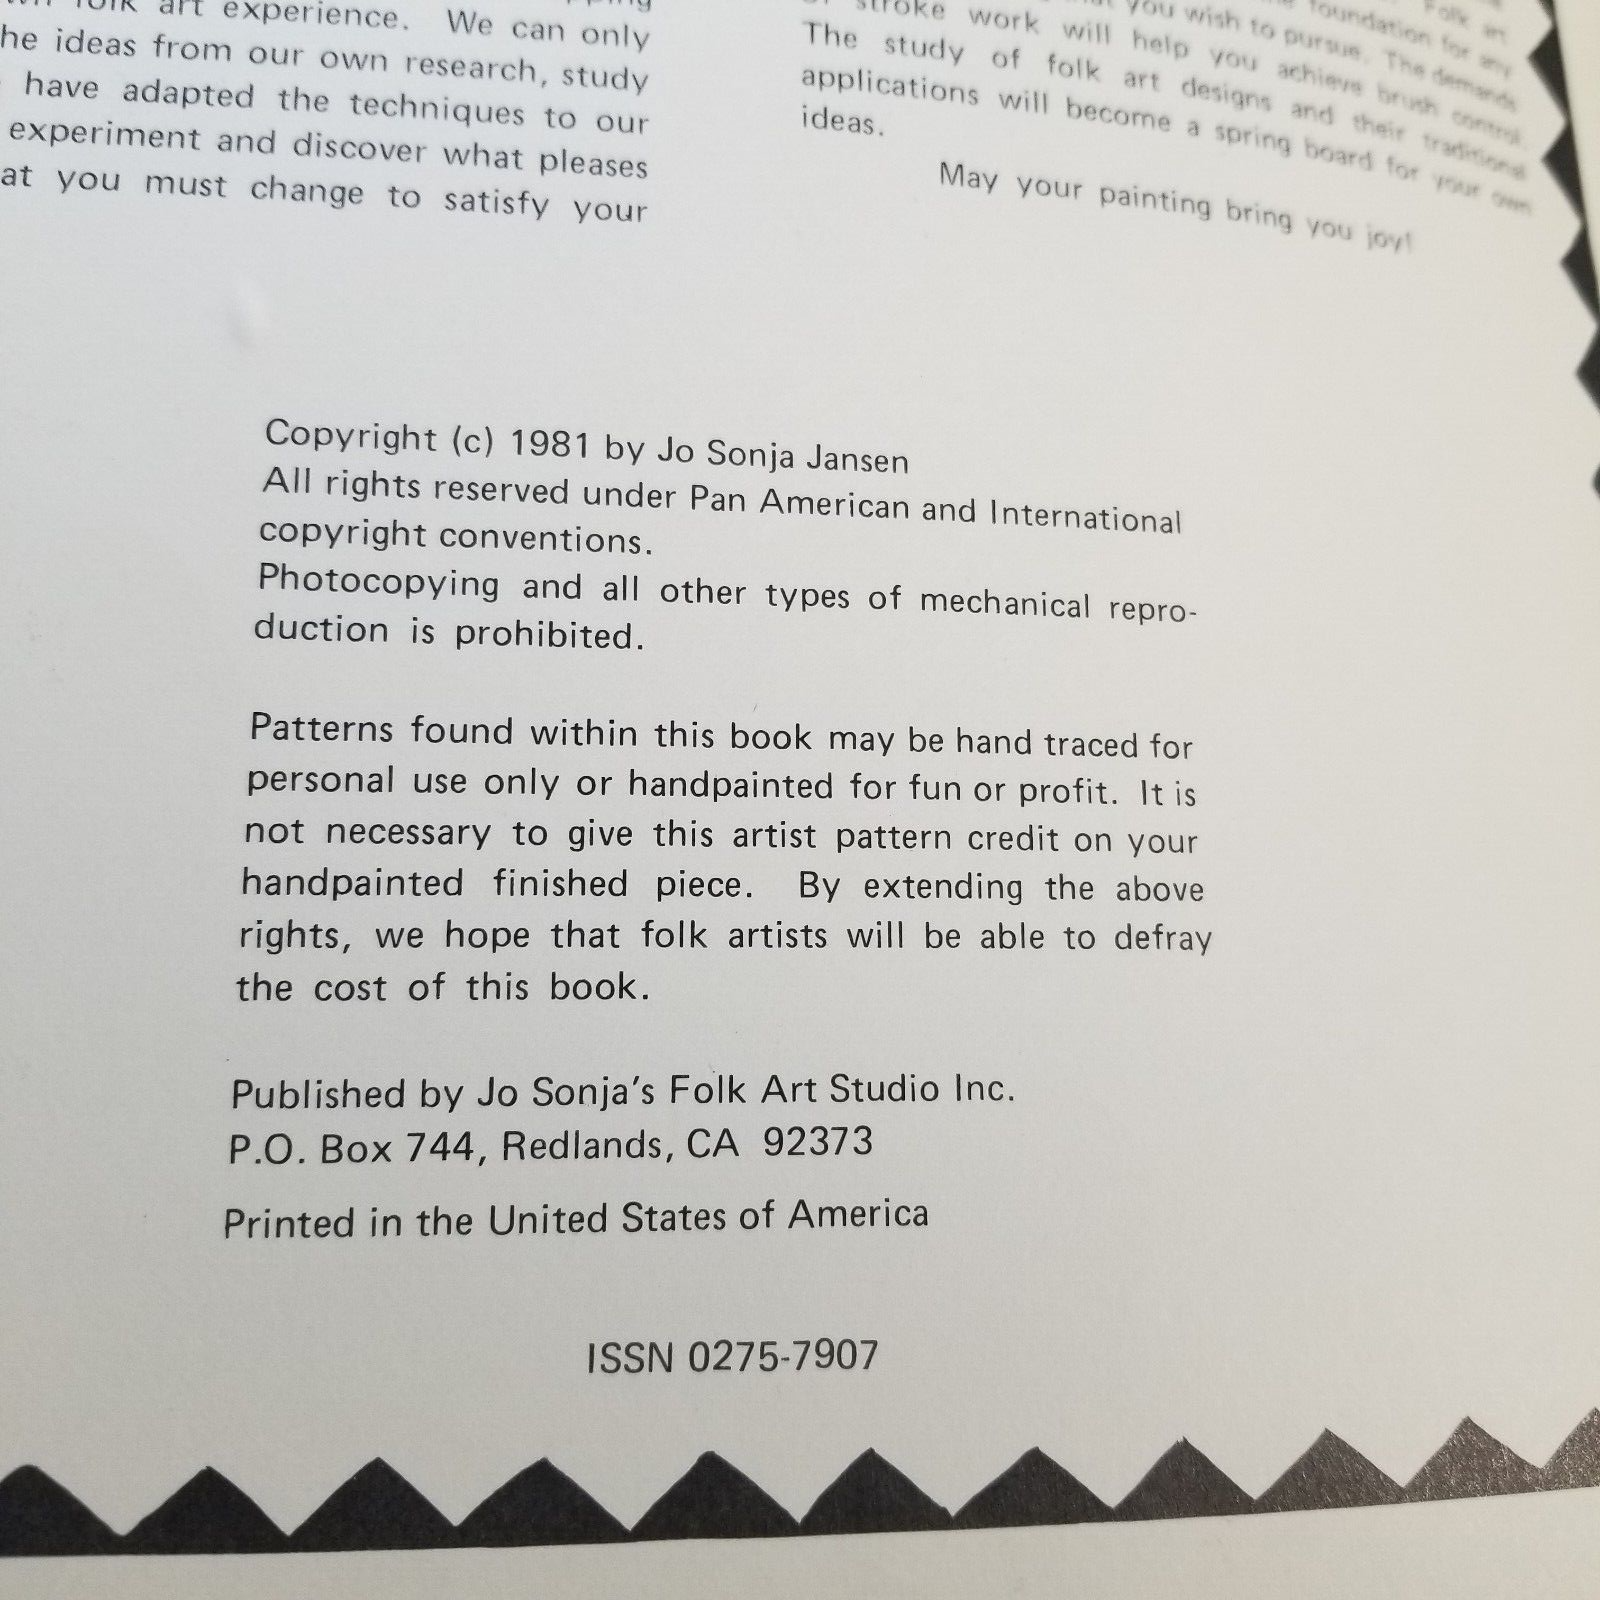 folk art experience. We can only
he ideas from our own research, study
have adapted the techniques to our
experiment and discover what pleases
at you must change to satisfy your
you wish to pursue. The demands
stroke work will help you achieve brush control.
The study of folk art designs and their traditional
applications will become a spring board for your own
ideas.
May your painting bring you joy!
Copyright (c) 1981 by Jo Sonja Jansen
All rights reserved under Pan American and International
copyright conventions.
Photocopying and all other types of mechanical repro-
duction is prohibited.
Patterns found within this book may be hand traced for
personal use only or handpainted for fun or profit. It is
not necessary to give this artist pattern credit on your
handpainted finished piece. By extending the above
rights, we hope that folk artists will be able to defray
the cost of this book.
Published by Jo Sonja's Folk Art Studio Inc.
P.O. Box 744, Redlands, CA 92373
Printed in the United States of America
ISSN 0275-7907